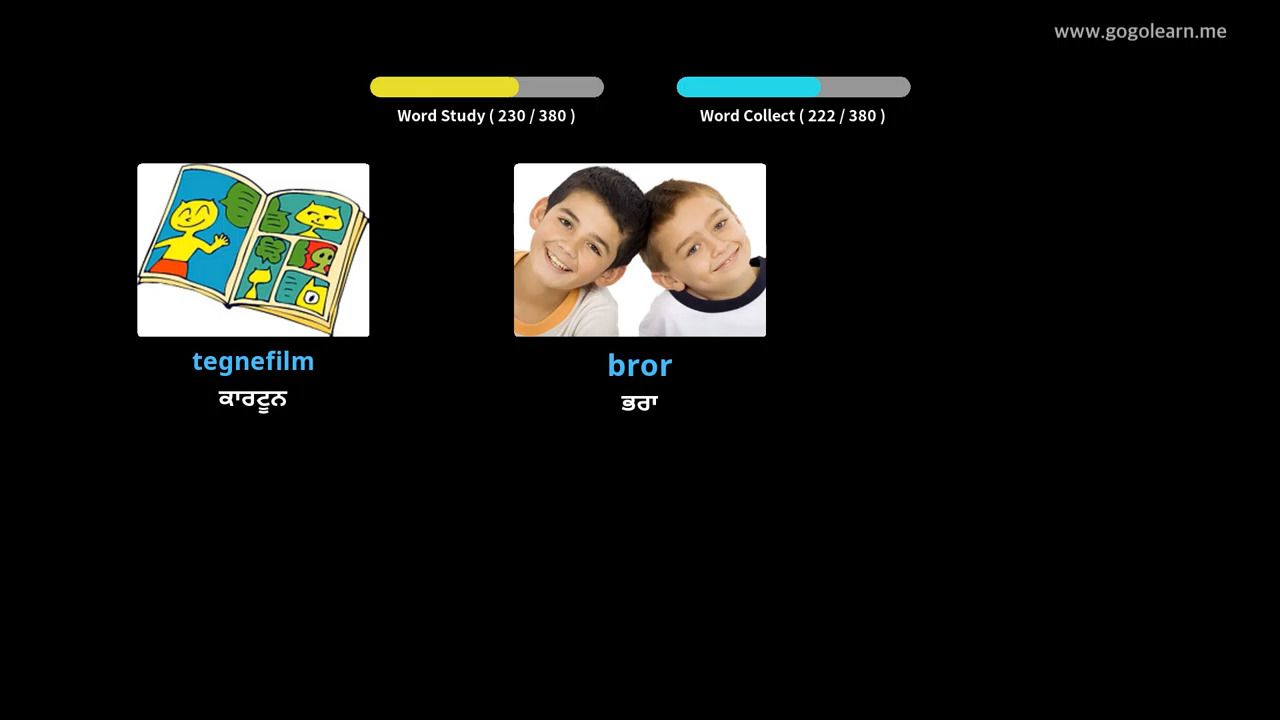 www.gogolearn.me
Word Study ( 230 / 380 )
Word Collect ( 222 / 380 )
tegnefilm
ਕਾਰਟੂਨ
bror
ਭਰਾ